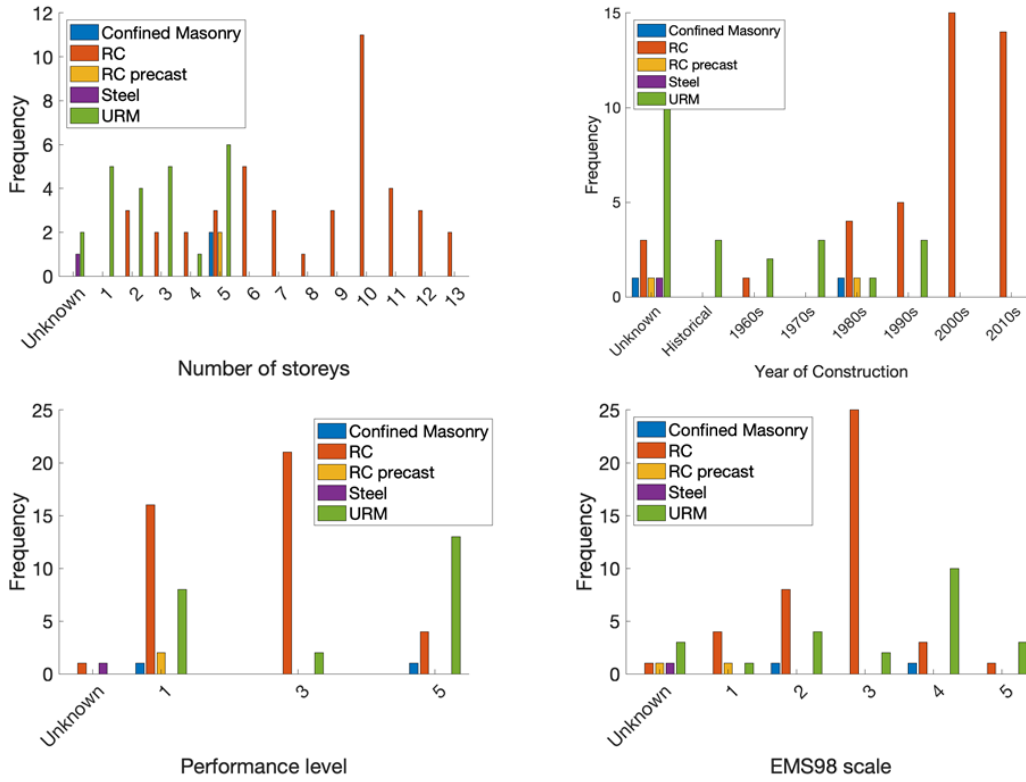 12
10
8
6
4
2
0
Frequency
Confined Masonry
RC
RC precast
Steel
URM
Unknown
1
2
3
4
5
6
7
8
9
10
11
12
13
Number of storeys
15
10
5
0
Frequency
Confined Masonry
RC
RC precast
Steel
URM
Unknown
Historical
1960s
1970s
1980s
1990s
2000s
2010s
Year of Construction
25
20
15
10
5
0
Frequency
Confined Masonry
RC
RC precast
Steel
URM
Unknown
1
3
5
Performance level
25
20
15
10
5
0
Frequency
Confined Masonry
RC
RC precast
Steel
URM
Unknown
1
2
3
4
5
EMS98 scale